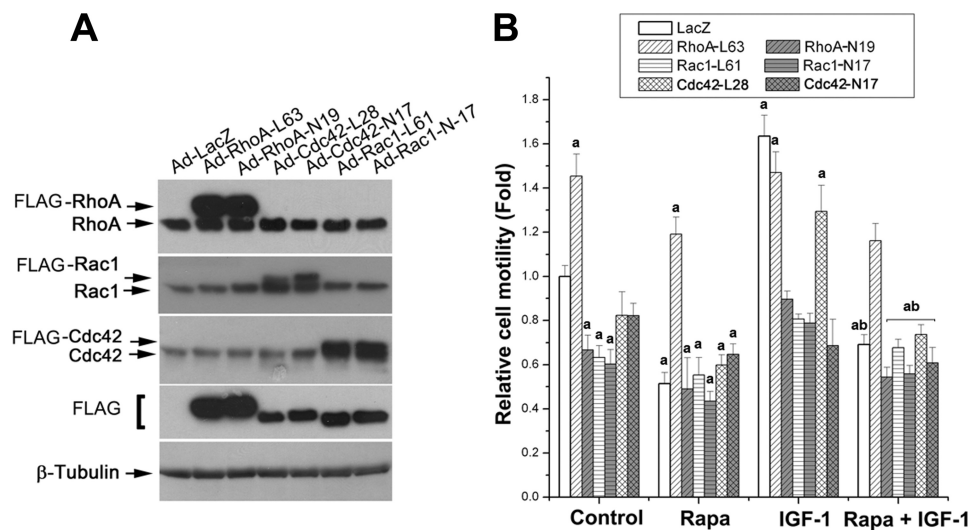 A
Ad-LacZ
Ad-RhoA-L63
Ad-RhoA-N19
Ad-Cdc42-L28
Ad-Cdc42-N17
Ad-Rac1-L61
Ad-Rac1-N-17
FLAG-RhoA
RhoA
FLAG-Rac1
Rac1
FLAG-Cdc42
Cdc42
FLAG [
β-Tubulin
B
LacZ
RhoA-L63 RhoA-N19
Rac1-L61 Rac1-N17
Cdc42-L28 Cdc42-N17
Relative cell motility (Fold)
1.8
1.6
1.4
1.2
1.0
0.8
0.6
0.4
0.2
0.0
a
a a a a
a
a
a a a a a
a
a
a
ab
ab
Control Rapa IGF-1 Rapa + IGF-1